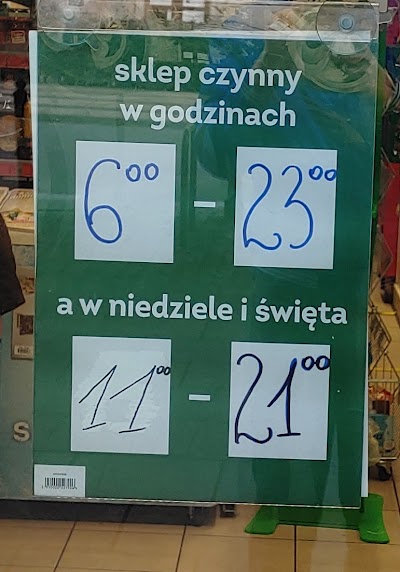 sklep czynny
w godzinach
6⁰⁰ - 23⁰⁰
a w niedziele i święta
11⁰⁰ - 21⁰⁰
S